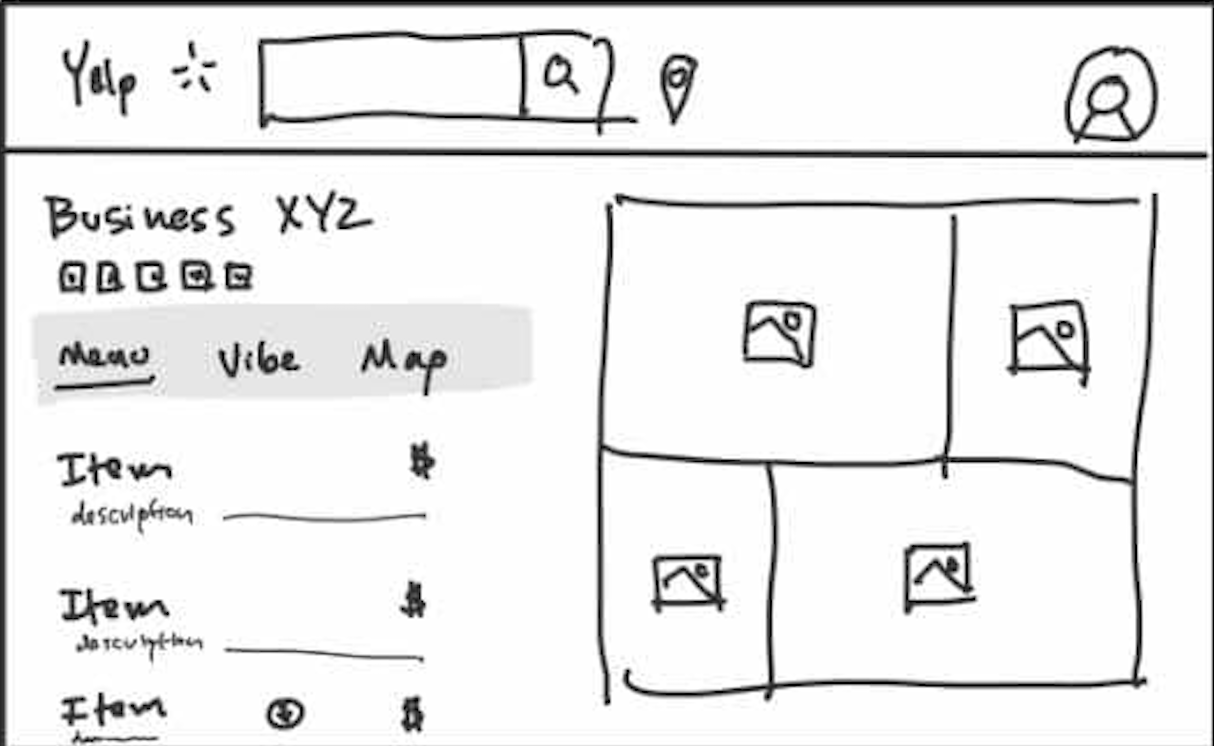 Yelp
Business XYZ
Menu Vibe Map
Item $
description
Item $
description
Item $